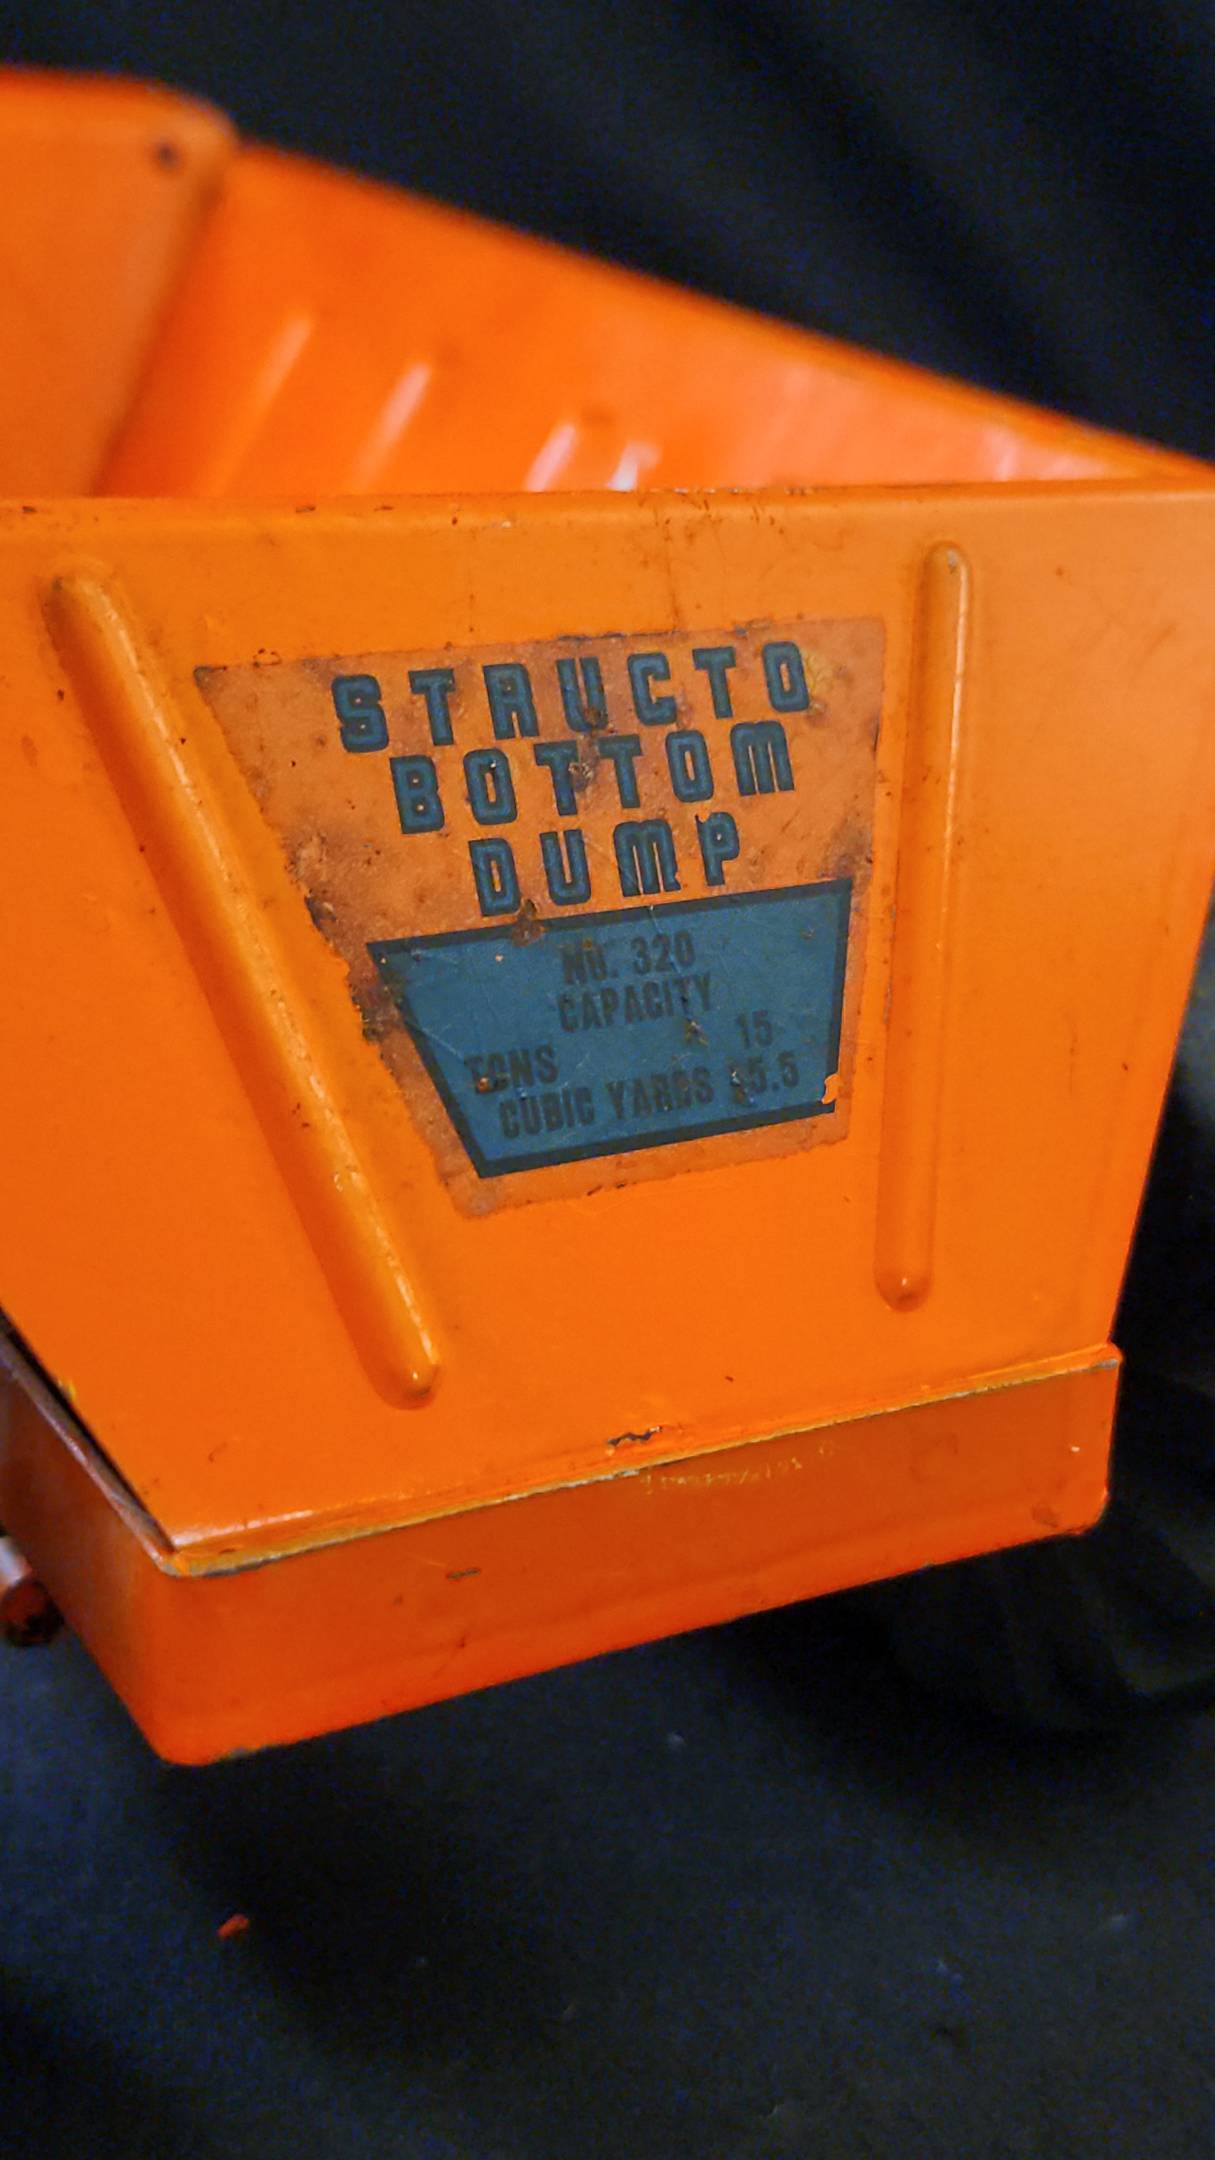 STRUCTO
BOTTOM
DUMP
NO. 320
CAPACITY
TONS 15
CUBIC YARDS